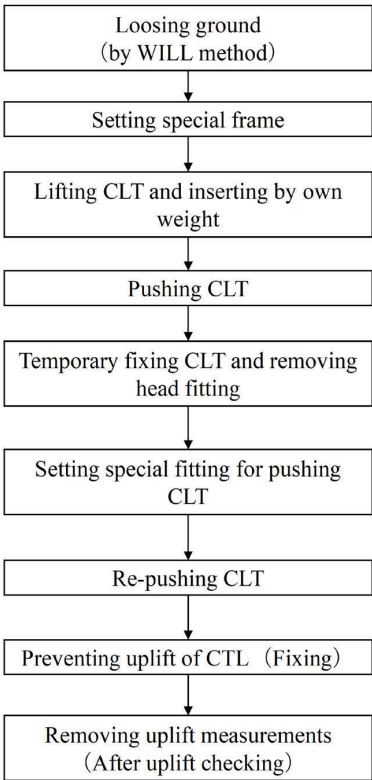 Loosing ground
（by WILL method）
Setting special frame
Lifting CLT and inserting by own
weight
Pushing CLT
Temporary fixing CLT and removing
head fitting
Setting special fitting for pushing
CLT
Re-pushing CLT
Preventing uplift of CTL（Fixing）
Removing uplift measurements
（After uplift checking）